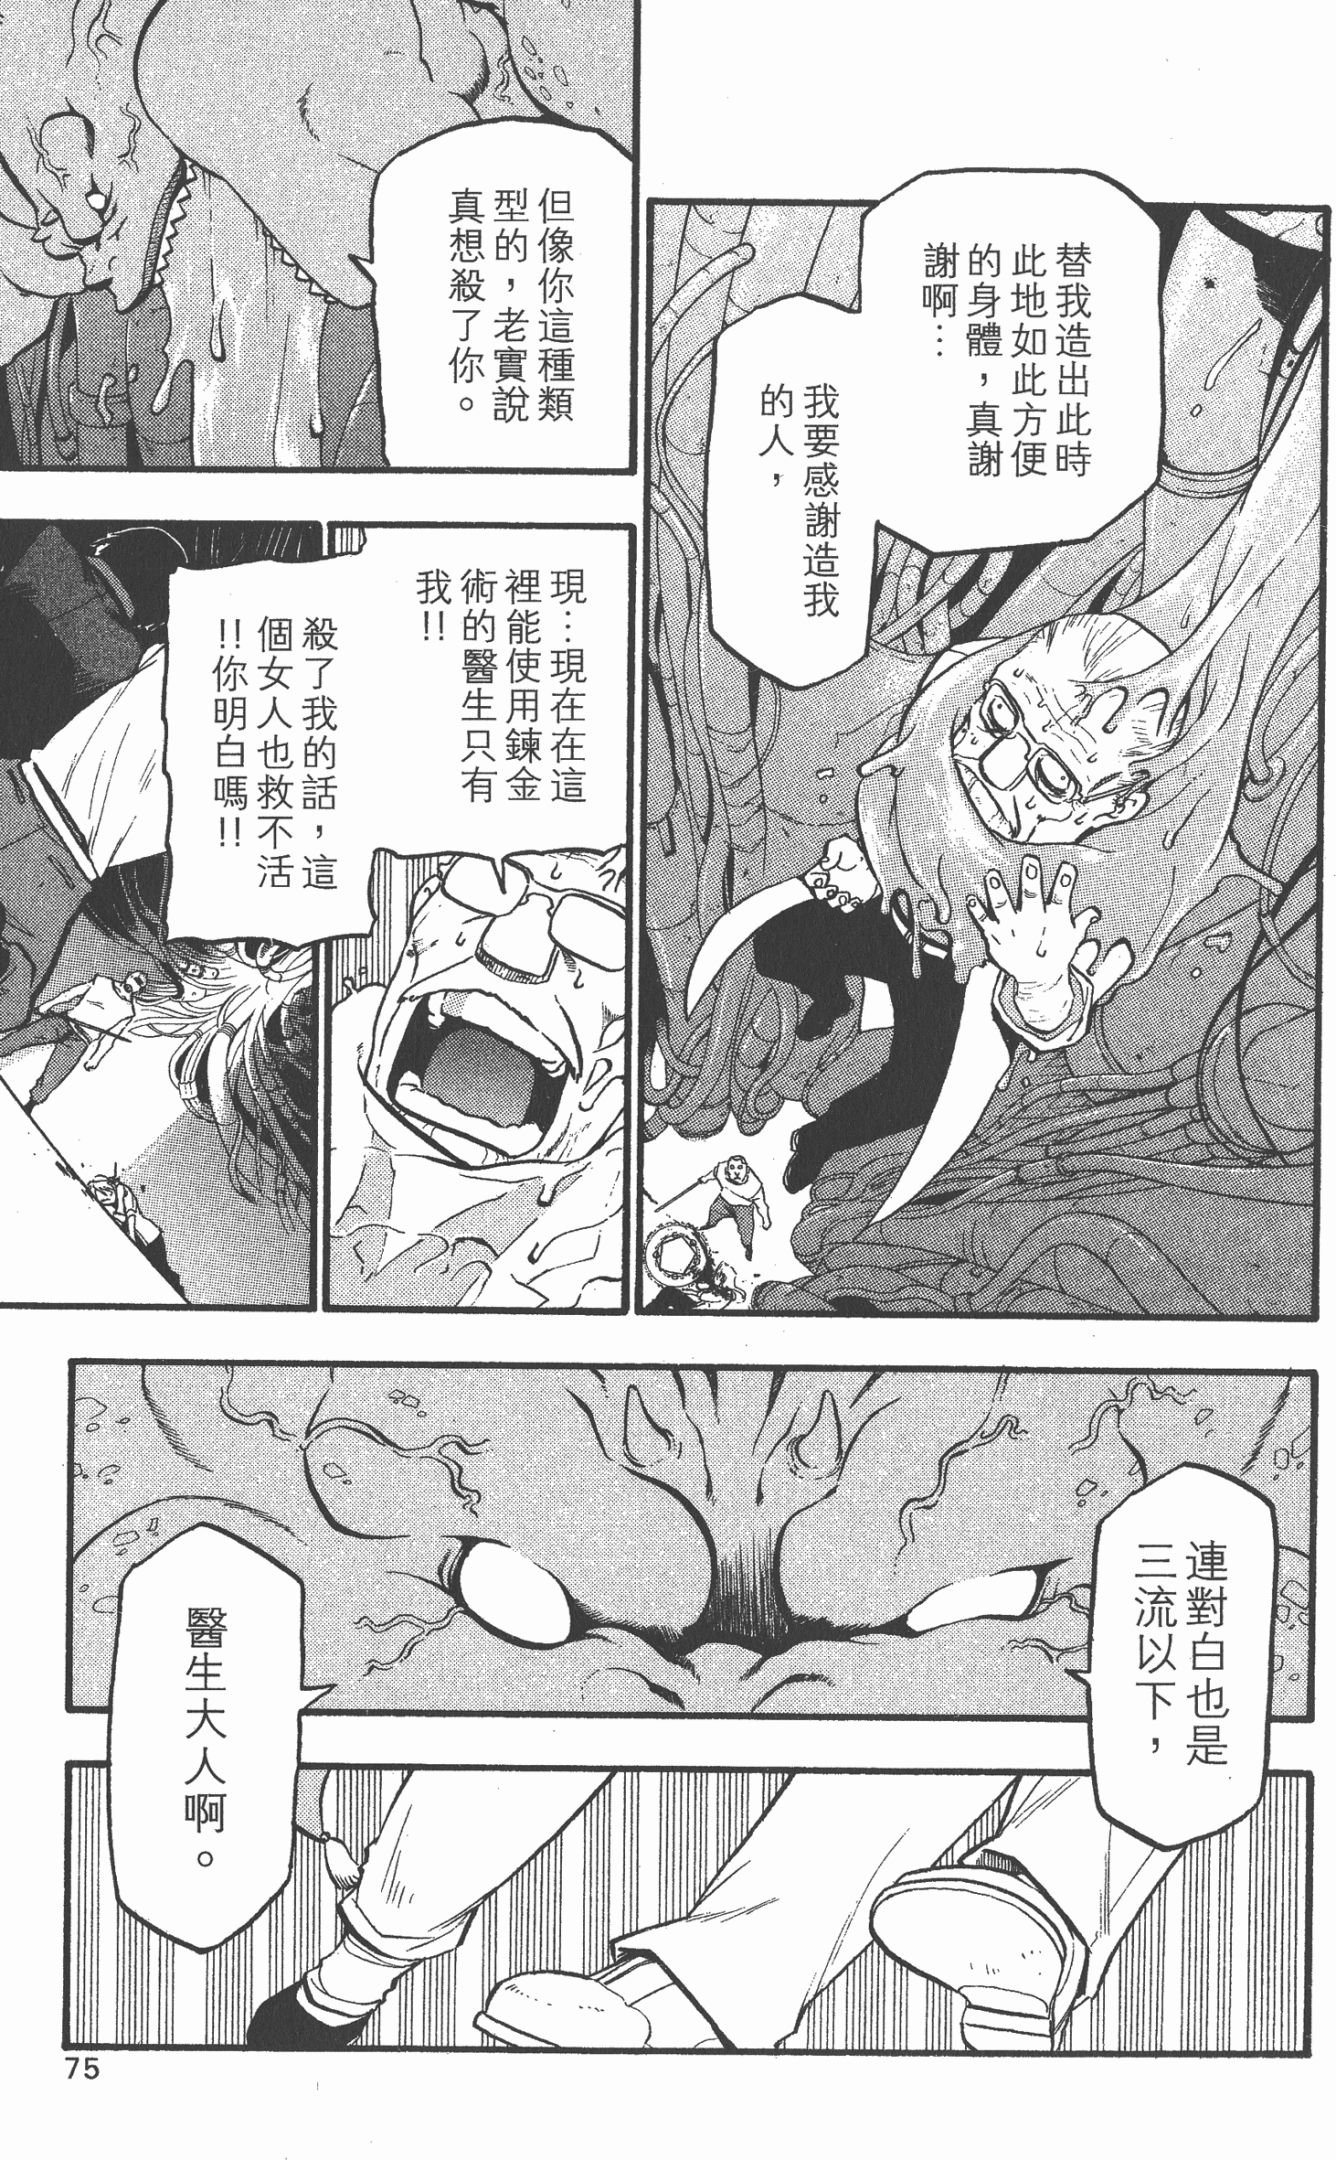 替我造出此時
此地如此方便
的身體，真謝
謝啊…
我要感謝造我
的人，
但像你這種類
型的，老實說
真想殺了你。
現…現在在這
裡能使用鍊金
術的醫生只有
我!!
殺了我的話，這
個女人也救不活
!!你明白嗎!!
連對白也是
三流以下，
醫生大人啊。
75